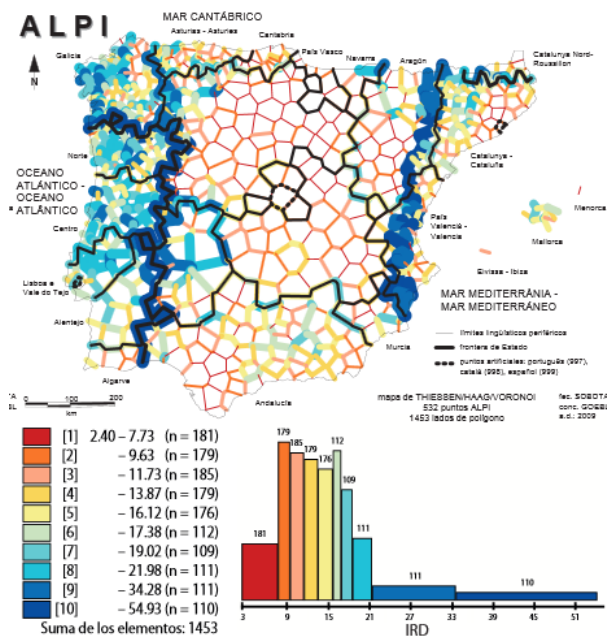 ALPI
MAR CANTÁBRICO
Asturias - Asturies
Cantabria
Galicia
País Vasco
Navarra
Aragón
Catalunya Nord-
Roussillon
N
Norte
Catalunya -
Cataluña
OCEANO
ATLÁNTICO -
OCEANO
ATLÂNTICO
Menorca
Centro
País
Valencià -
Valencia
Mallorca
Eivissa - Ibiza
Lisboa e
Vale do Tejo
MAR MEDITERRÀNIA -
MAR MEDITERRÁNEO
Alentejo
límites lingüísticos periféricos
frontera de Estado
Murcia
puntos artificiales: português (997),
català (998), español (999)
Algarve
Andalucía
0 100 200
km
mapa de THIESSEN/HAAG/VORONOI
532 puntos ALPI
1453 lados de polígono
fec. SOBOTA
conc. GOEBL
a.d.: 2009
[1] 2.40 – 7.73 (n = 181)
[2] – 9.63 (n = 179)
[3] – 11.73 (n = 185)
[4] – 13.87 (n = 179)
[5] – 16.12 (n = 176)
[6] – 17.38 (n = 112)
[7] – 19.02 (n = 109)
[8] – 21.98 (n = 111)
[9] – 34.28 (n = 111)
[10] – 54.93 (n = 110)
Suma de los elementos: 1453
179
185
179
176
112
109
181
111
111
110
3 9 15 21 27 33 39 45 51
IRD